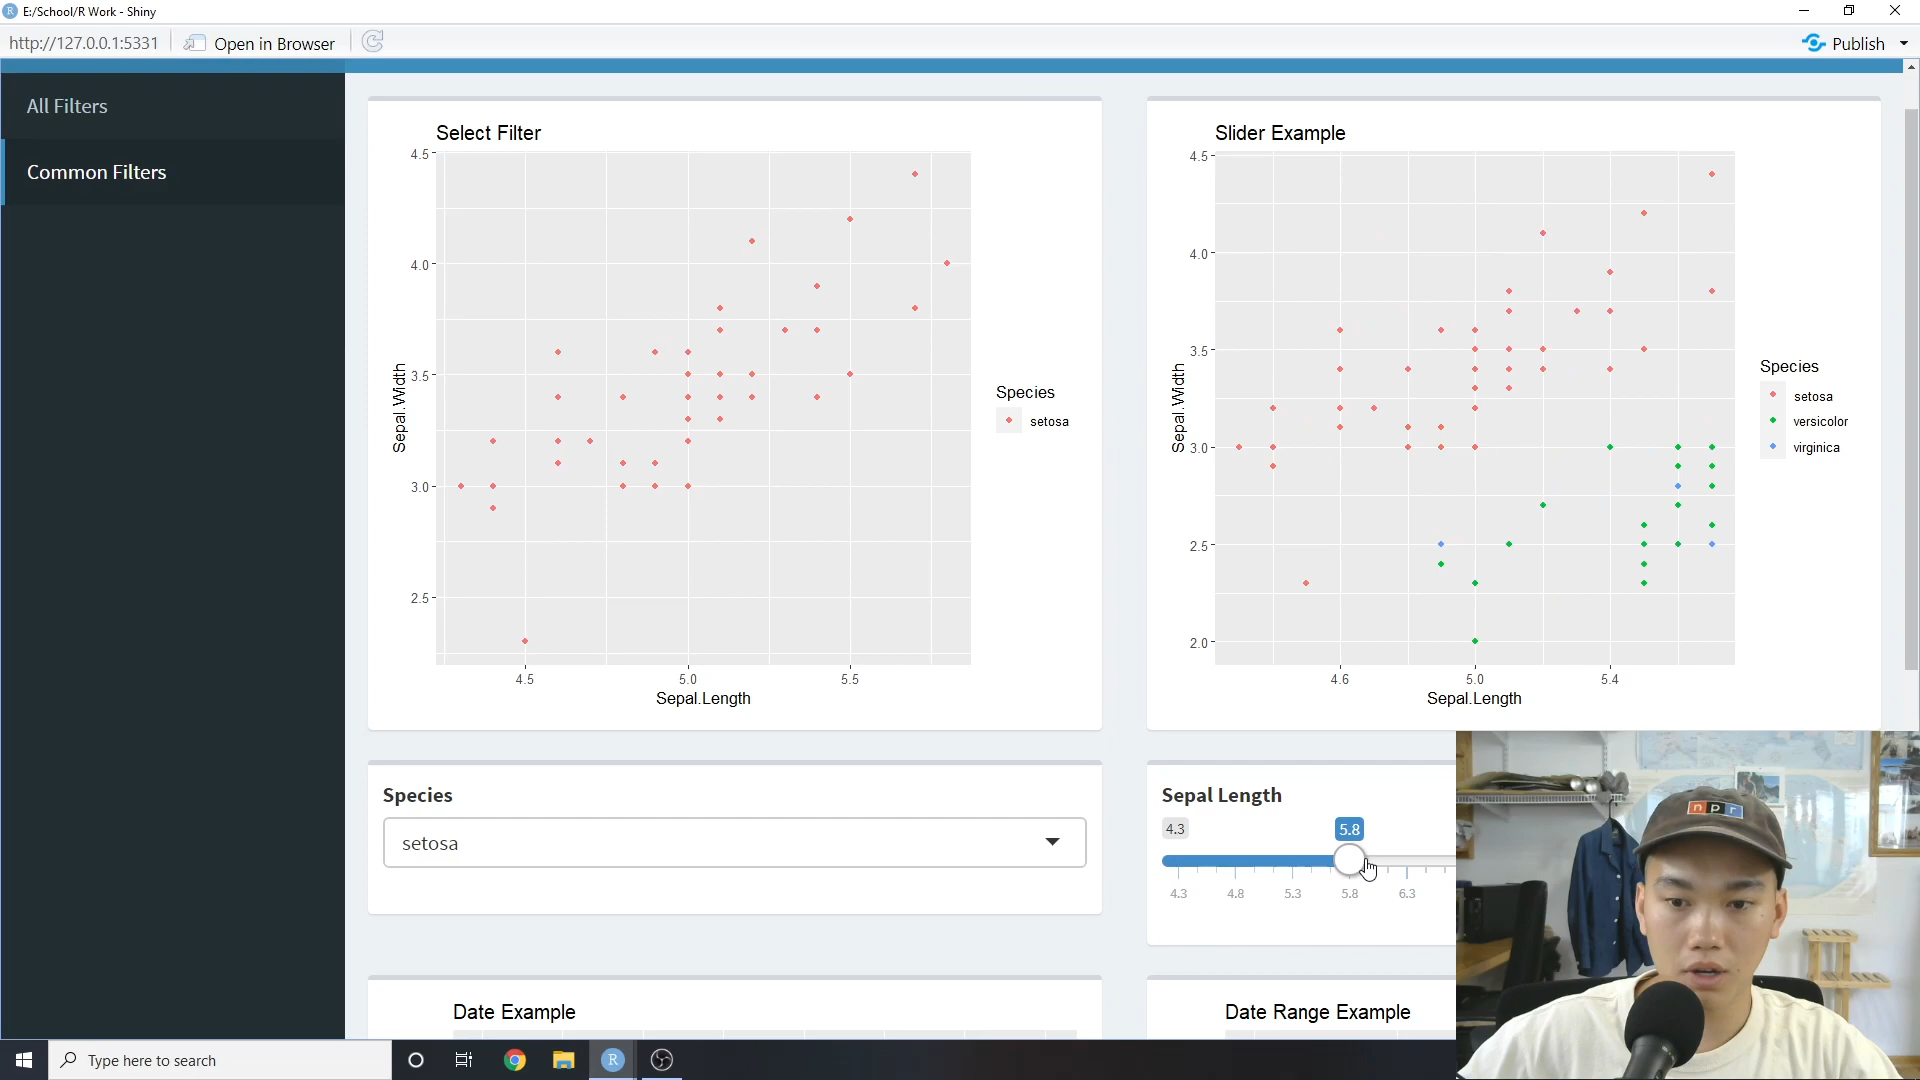 E:/School/R Work - Shiny
http://127.0.0.1:5331
Open in Browser
Publish
All Filters
Common Filters
Select Filter
4.5
4.0
3.5
3.0
2.5
Sepal.Width
4.5 5.0 5.5
Sepal.Length
Species
setosa
Slider Example
4.5
4.0
3.5
3.0
2.5
2.0
Sepal.Width
4.6 5.0 5.4
Sepal.Length
Species
setosa
versicolor
virginica
Species
setosa
Sepal Length
4.3 5.8
4.3 4.8 5.3 5.8 6.3
Date Example
Date Range Example
npr
Type here to search